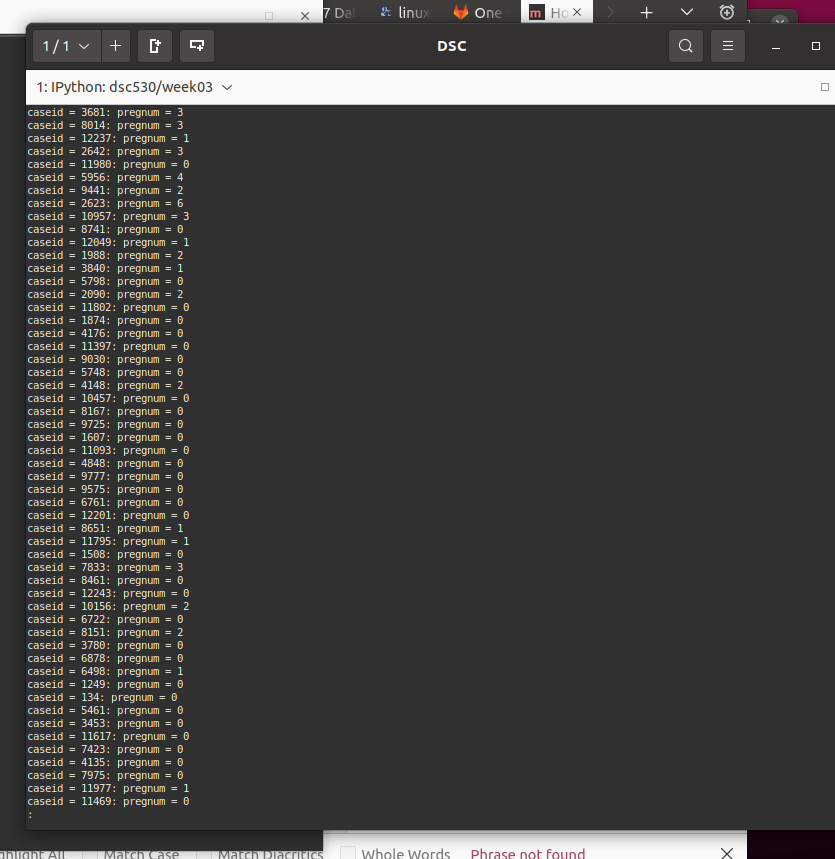 7 Dal
linux
One
Ho
1 / 1
DSC
1: IPython: dsc530/week03
caseid = 3681: pregnum = 3
caseid = 8014: pregnum = 3
caseid = 12237: pregnum = 1
caseid = 2642: pregnum = 3
caseid = 11980: pregnum = 0
caseid = 5956: pregnum = 4
caseid = 9441: pregnum = 2
caseid = 2623: pregnum = 6
caseid = 10957: pregnum = 3
caseid = 8741: pregnum = 0
caseid = 12049: pregnum = 1
caseid = 1988: pregnum = 2
caseid = 3840: pregnum = 1
caseid = 5798: pregnum = 0
caseid = 2090: pregnum = 2
caseid = 11802: pregnum = 0
caseid = 1874: pregnum = 0
caseid = 4176: pregnum = 0
caseid = 11397: pregnum = 0
caseid = 9030: pregnum = 0
caseid = 5748: pregnum = 0
caseid = 4148: pregnum = 2
caseid = 10457: pregnum = 0
caseid = 8167: pregnum = 0
caseid = 9725: pregnum = 0
caseid = 1607: pregnum = 0
caseid = 11093: pregnum = 0
caseid = 4848: pregnum = 0
caseid = 9777: pregnum = 0
caseid = 9575: pregnum = 0
caseid = 6761: pregnum = 0
caseid = 12201: pregnum = 0
caseid = 8651: pregnum = 1
caseid = 11795: pregnum = 1
caseid = 1508: pregnum = 0
caseid = 7833: pregnum = 3
caseid = 8461: pregnum = 0
caseid = 12243: pregnum = 0
caseid = 10156: pregnum = 2
caseid = 6722: pregnum = 0
caseid = 8151: pregnum = 2
caseid = 3780: pregnum = 0
caseid = 6878: pregnum = 0
caseid = 6498: pregnum = 1
caseid = 1249: pregnum = 0
caseid = 134: pregnum = 0
caseid = 5461: pregnum = 0
caseid = 3453: pregnum = 0
caseid = 11617: pregnum = 0
caseid = 7423: pregnum = 0
caseid = 4135: pregnum = 0
caseid = 7975: pregnum = 0
caseid = 11977: pregnum = 1
caseid = 11469: pregnum = 0
:
ghlight All Match Case Match Diacritics Whole Words Phrase not found